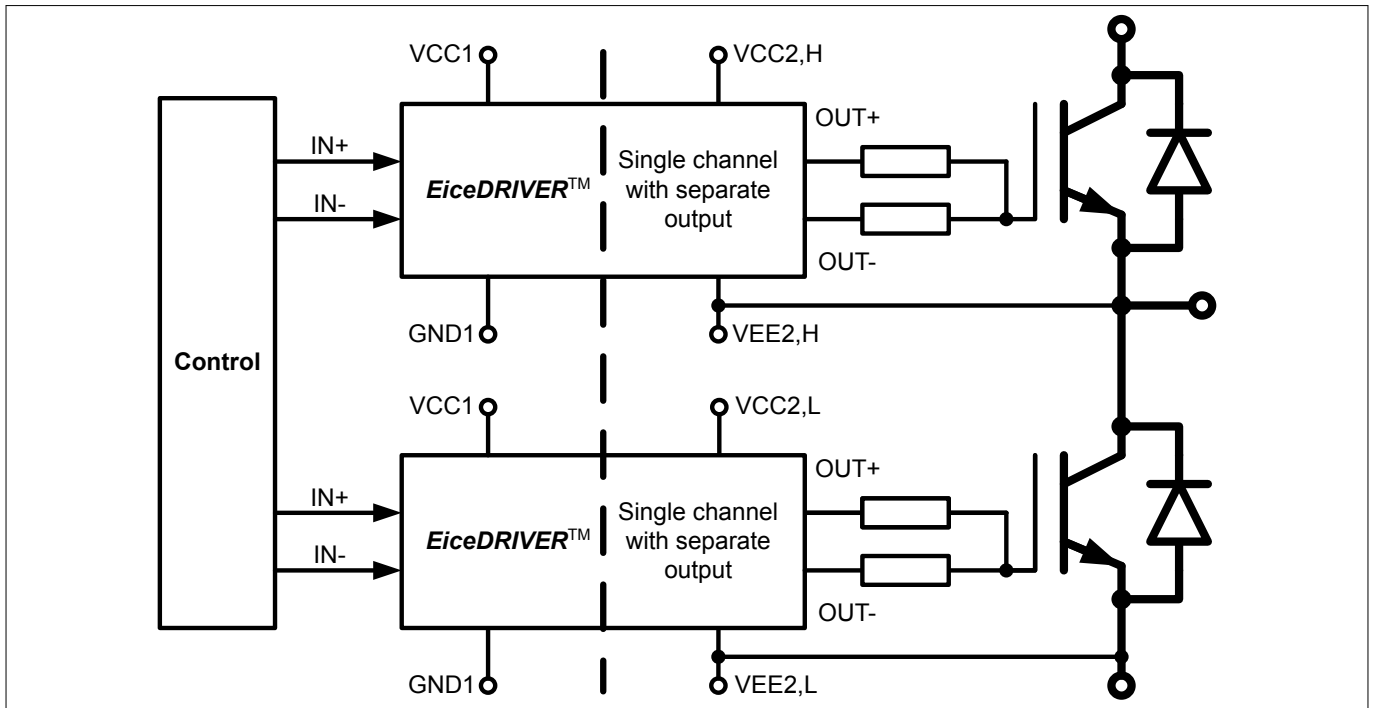 VCC1
VCC2,H
OUT+
IN+
EiceDRIVER™
Single channel
with separate
output
IN-
OUT-
GND1
VEE2,H
Control
VCC1
VCC2,L
OUT+
IN+
EiceDRIVER™
Single channel
with separate
output
IN-
OUT-
GND1
VEE2,L